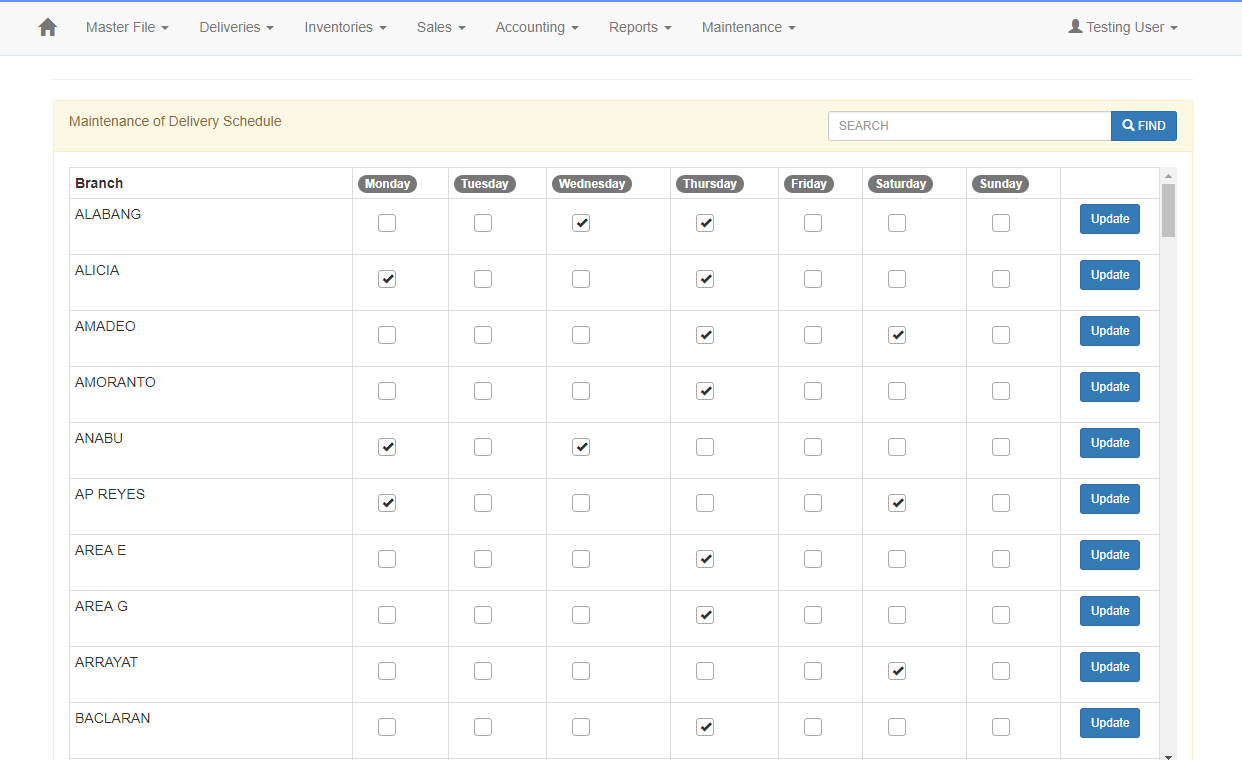 Master File Deliveries Inventories Sales Accounting Reports Maintenance Testing User
Maintenance of Delivery Schedule
SEARCH FIND
Branch Monday Tuesday Wednesday Thursday Friday Saturday Sunday
ALABANG Update
ALICIA Update
AMADEO Update
AMORANTO Update
ANABU Update
AP REYES Update
AREA E Update
AREA G Update
ARRAYAT Update
BACLARAN Update